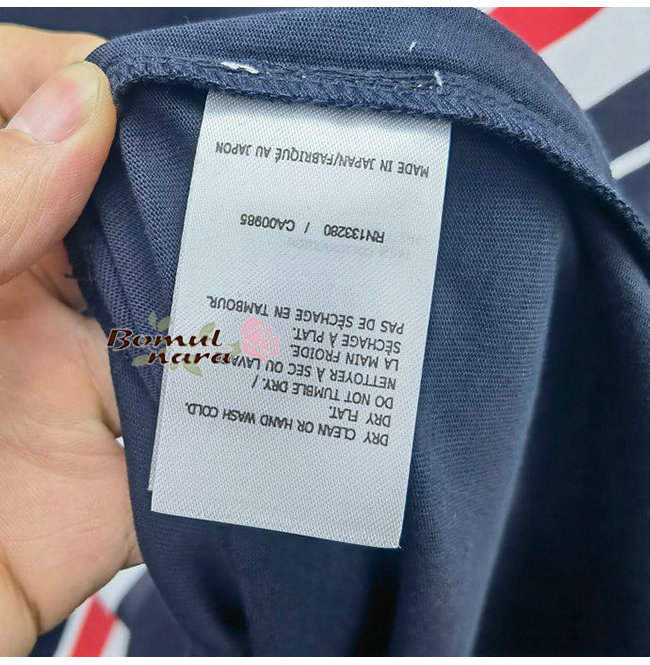 DRY CLEAN OR HAND WASH COLD.
DRY FLAT.
DO NOT TUMBLE DRY. /
NETTOYER À SEC OU LAVA
LA MAIN FROIDE
SÉCHAGE À PLAT.
PAS DE SÉCHAGE EN TAMBOUR.
RN133280 / CA00985
MADE IN JAPAN/FABRIQUÉ AU JAPON
Bomul
nara